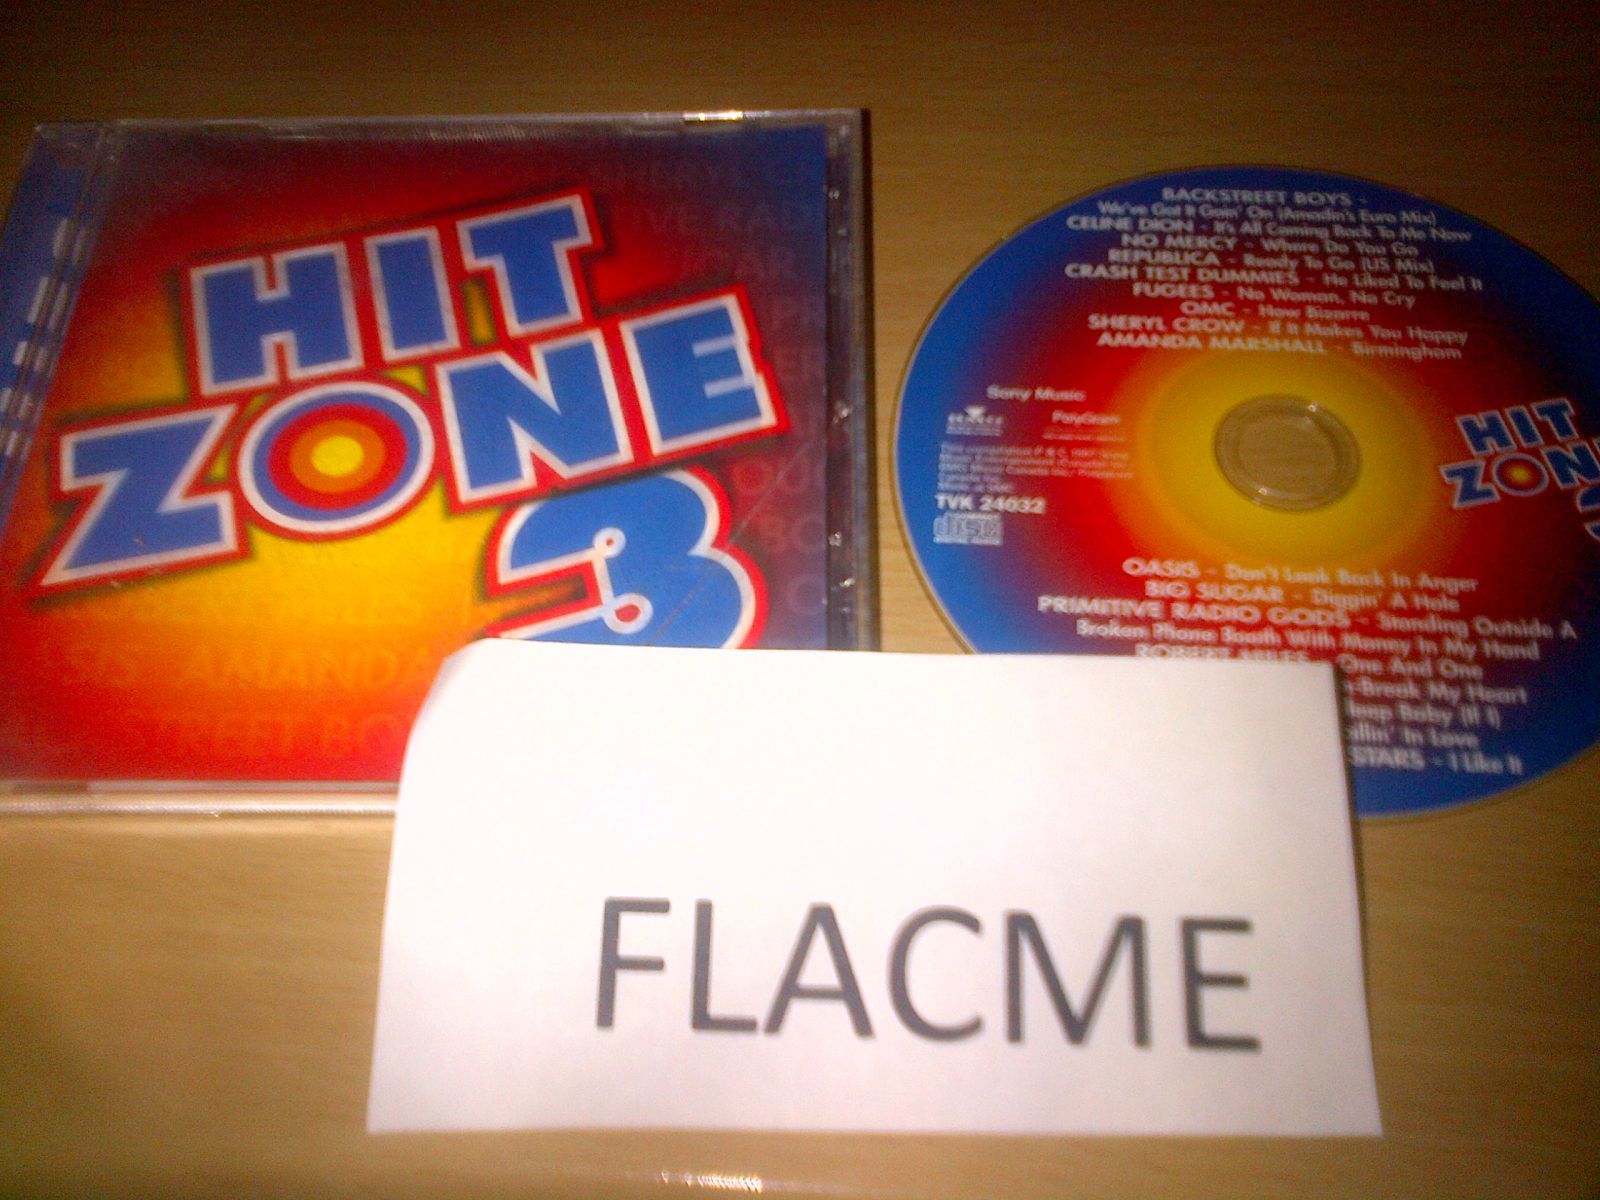 HIT
ZONE
3
AMANDA
BACKSTREET BOYS -
We've Got It Goin' On (Amadin's Euro Mix)
CELINE DION - It's All Coming Back To Me Now
NO MERCY - Where Do You Go
REPUBLICA - Ready To Go (US Mix)
CRASH TEST DUMMIES - He Liked To Feel It
FUGEES - No Woman, No Cry
OMC - How Bizarre
SHERYL CROW - If It Makes You Happy
AMANDA MARSHALL - Birmingham
Sony Music
PolyGram
TVK 24032
HIT
ZON
OASIS - Don't Look Back In Anger
BIG SUGAR - Diggin' A Hole
PRIMITIVE RADIO GODS - Standing Outside A
Broken Phone Booth With Money In My Hand
ROBERT MILES - One And One
-Break My Heart
Baby (If I)
In Love
STARS - I Like It
FLACME